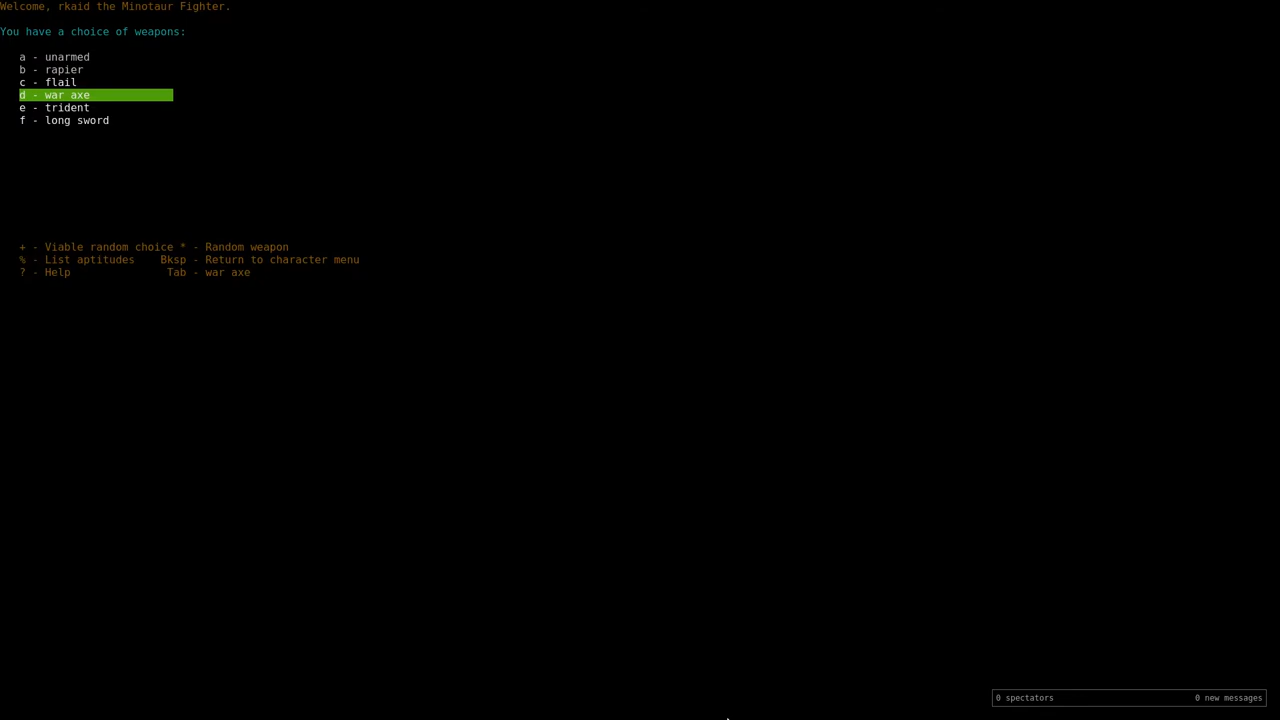 Welcome, rkaid the Minotaur Fighter.
You have a choice of weapons:
a - unarmed
b - rapier
c - flail
d - war axe
e - trident
f - long sword
+ - Viable random choice * - Random weapon
% - List aptitudes    Bksp - Return to character menu
? - Help               Tab - war axe
0 spectators                      0 new messages